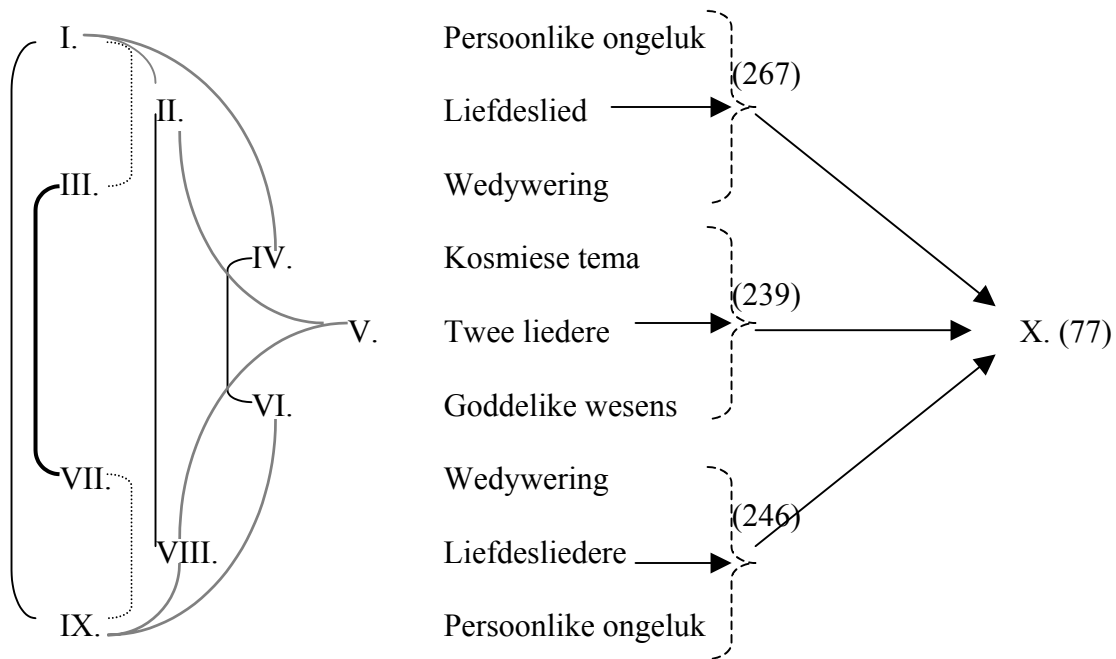 I. Persoonlike ongeluk
(267)
II. Liefdeslied
III. Wedywering
IV. Kosmiese tema
(239)
V. Twee liedere X. (77)
VI. Goddelike wesens
VII. Wedywering
(246)
VIII. Liefdesliedere
IX. Persoonlike ongeluk